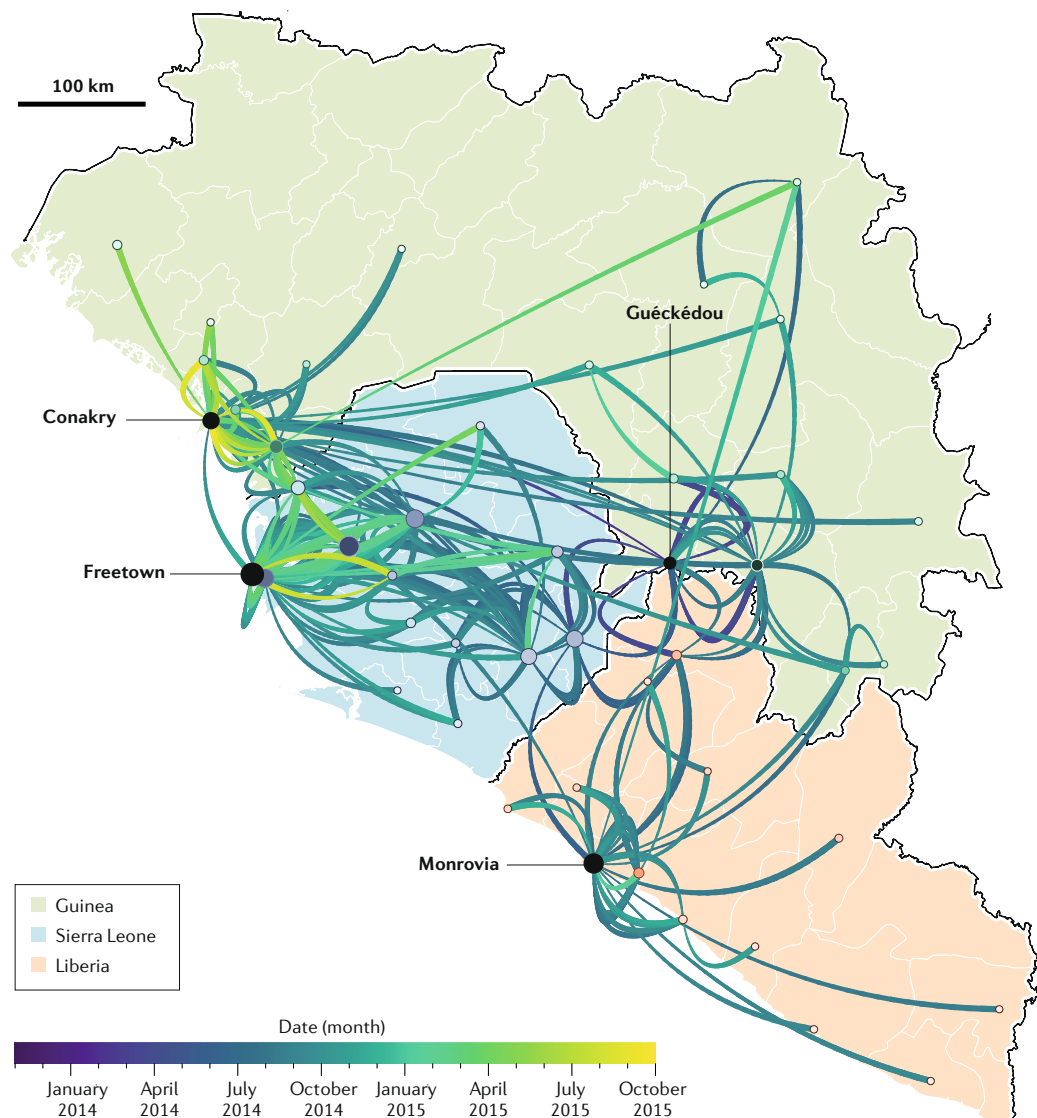 100 km
Guéckédou
Conakry
Freetown
Monrovia
Guinea
Sierra Leone
Liberia
Date (month)
January April July October January April July October
2014 2014 2014 2014 2015 2015 2015 2015